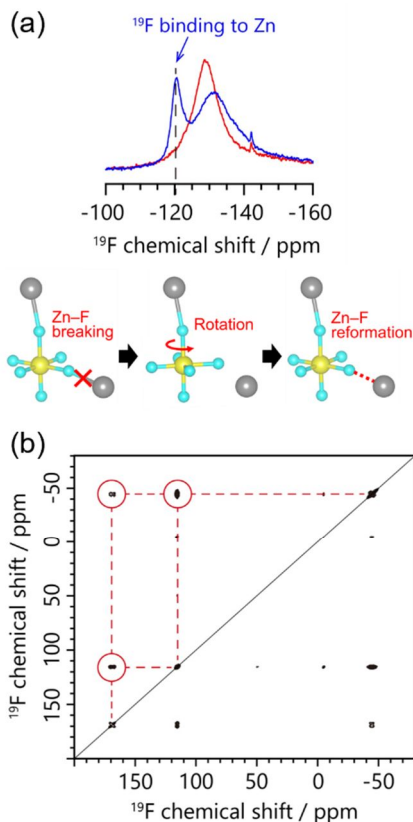 (a)
¹⁹F binding to Zn
-100 -120 -140 -160
¹⁹F chemical shift / ppm
Zn–F
breaking
Rotation
Zn–F
reformation
(b)
-50
0
50
100
150
¹⁹F chemical shift / ppm
150 100 50 0 -50
¹⁹F chemical shift / ppm